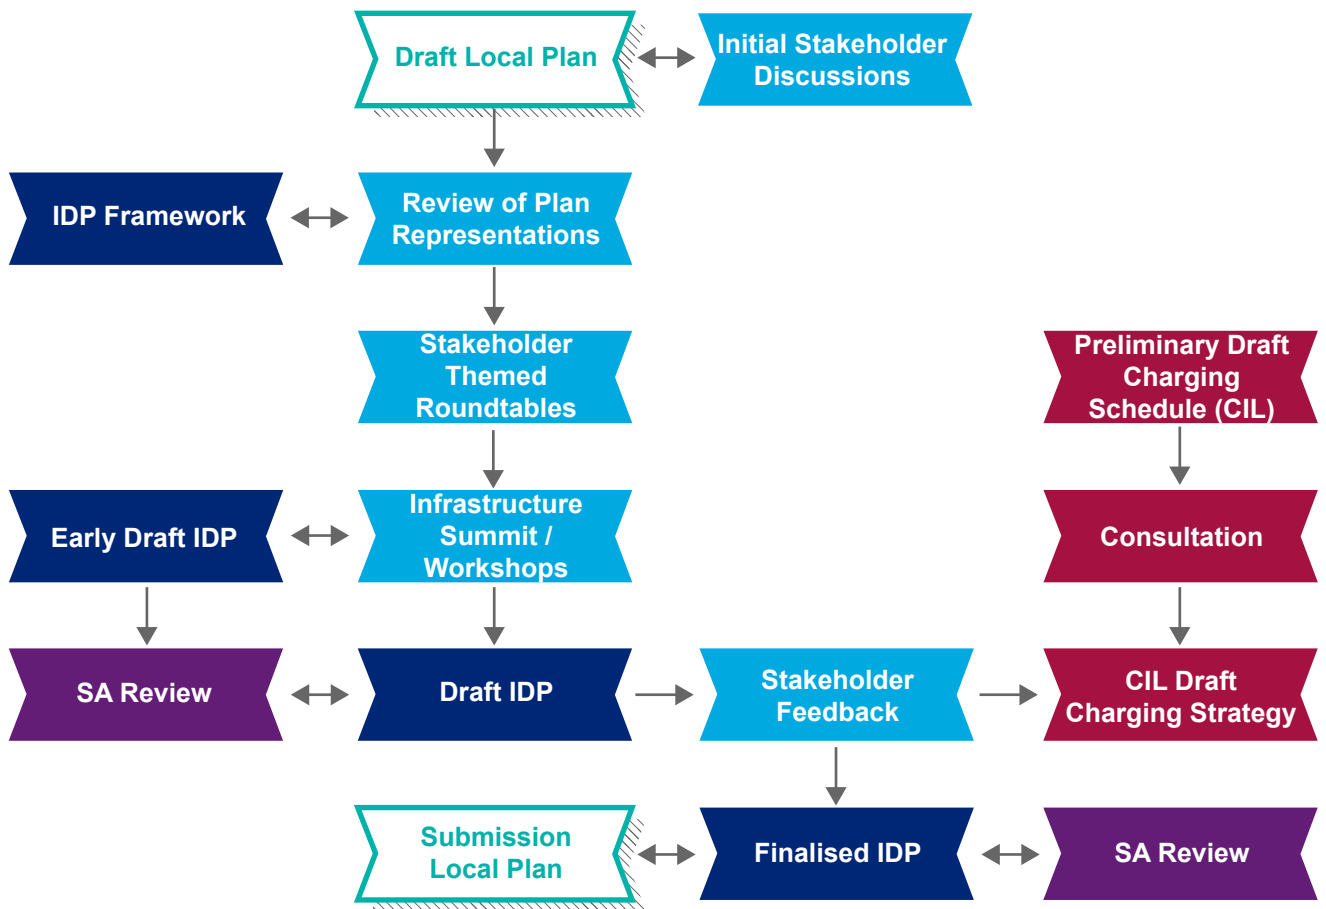 Draft Local Plan
Initial Stakeholder
Discussions
IDP Framework
Review of Plan
Representations
Stakeholder
Themed
Roundtables
Preliminary Draft
Charging
Schedule (CIL)
Early Draft IDP
Infrastructure
Summit /
Workshops
Consultation
SA Review
Draft IDP
Stakeholder
Feedback
CIL Draft
Charging Strategy
Submission
Local Plan
Finalised IDP
SA Review